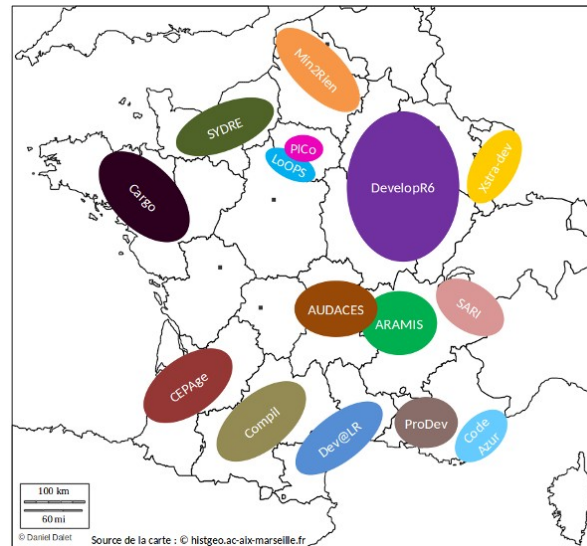 Min2Rien
SYDRE
PICo
LoOPS
Cargo
DevelopR6
Xstra-dev
AUDACES
ARAMIS
SARI
CEPAge
Compil
Dev@LR
ProDev
Code
Azur
100 km
60 mi
© Daniel Dalet
Source de la carte : © histgeo.ac-aix-marseille.fr